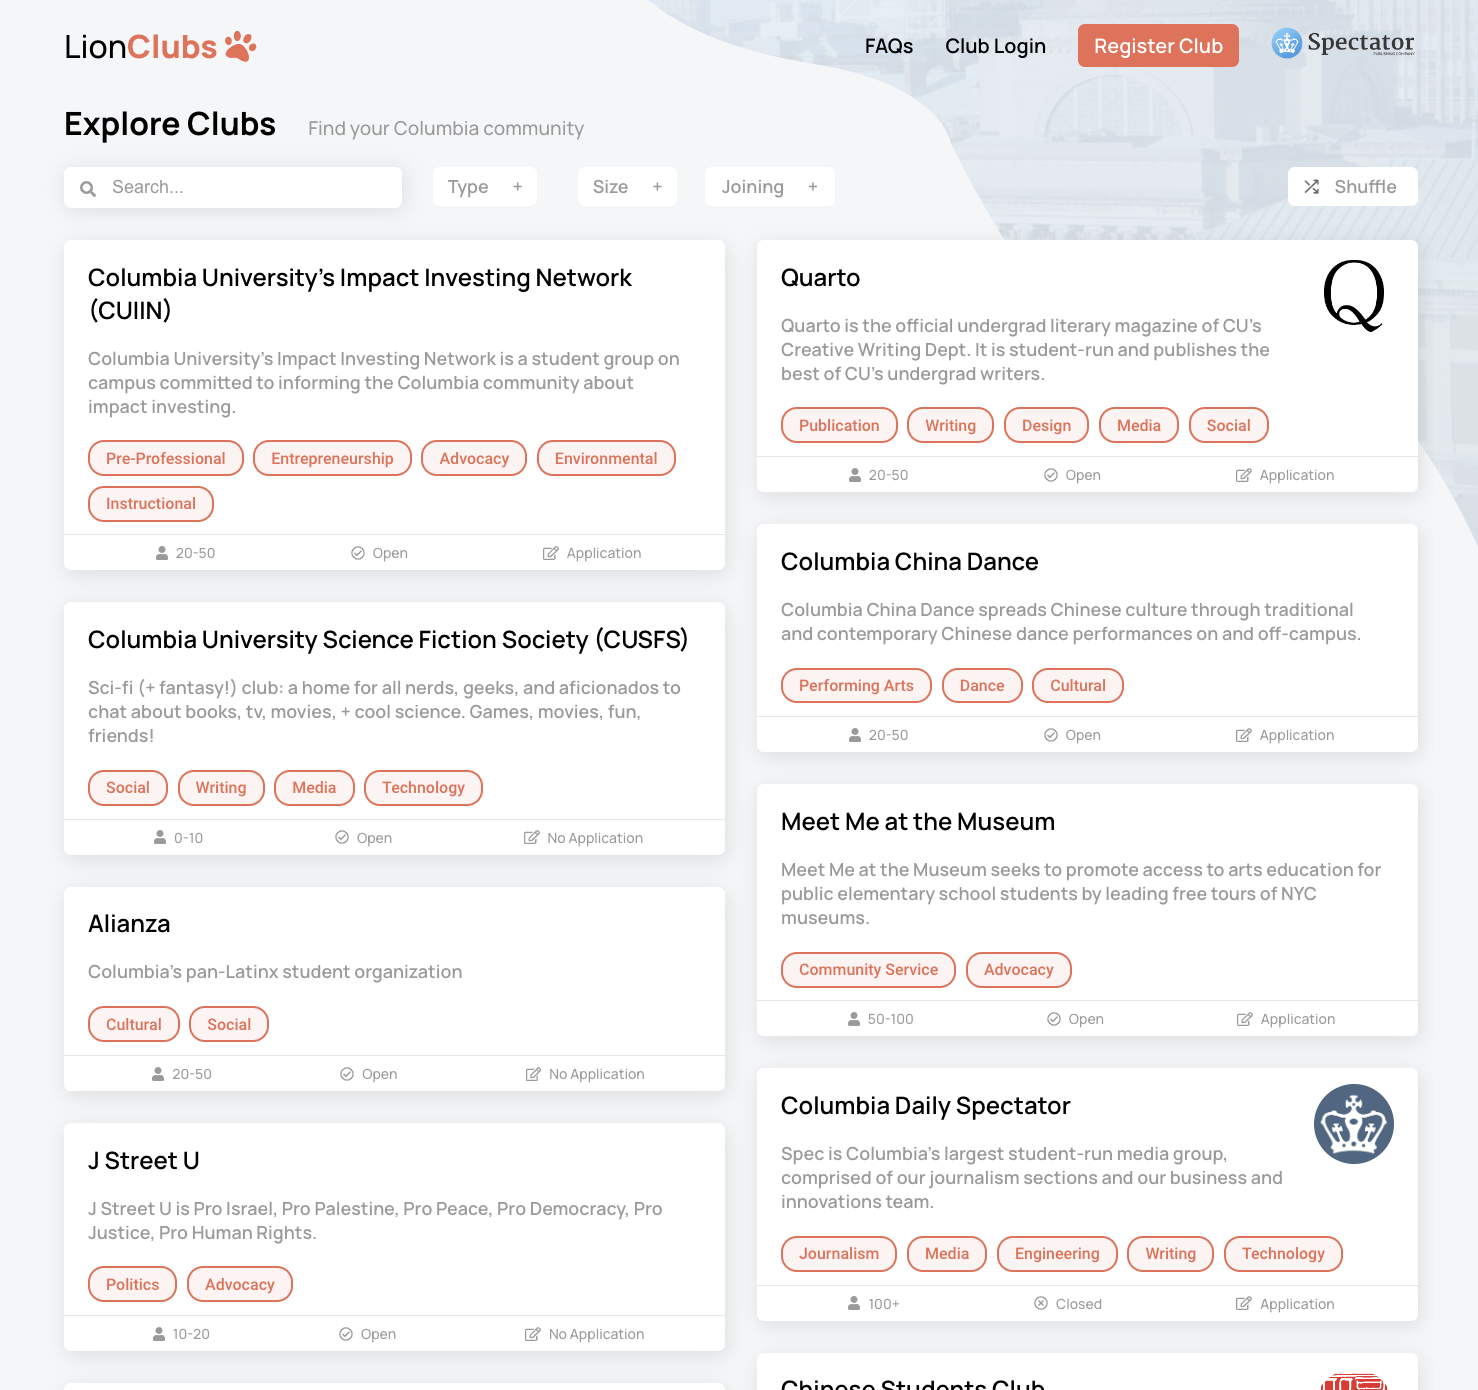 LionClubs
FAQs
Club Login
Register Club
Spectator
Explore Clubs
Find your Columbia community
Search...
Type +
Size +
Joining +
Shuffle
Columbia University's Impact Investing Network
(CUIIN)
Columbia University's Impact Investing Network is a student group on
campus committed to informing the Columbia community about
impact investing.
Pre-Professional
Entrepreneurship
Advocacy
Environmental
Instructional
20-50
Open
Application
Columbia University Science Fiction Society (CUSFS)
Sci-fi (+ fantasy!) club: a home for all nerds, geeks, and aficionados to
chat about books, tv, movies, + cool science. Games, movies, fun,
friends!
Social
Writing
Media
Technology
0-10
Open
No Application
Alianza
Columbia's pan-Latinx student organization
Cultural
Social
20-50
Open
No Application
J Street U
J Street U is Pro Israel, Pro Palestine, Pro Peace, Pro Democracy, Pro
Justice, Pro Human Rights.
Politics
Advocacy
10-20
Open
No Application
Quarto
Q
Quarto is the official undergrad literary magazine of CU's
Creative Writing Dept. It is student-run and publishes the
best of CU's undergrad writers.
Publication
Writing
Design
Media
Social
20-50
Open
Application
Columbia China Dance
Columbia China Dance spreads Chinese culture through traditional
and contemporary Chinese dance performances on and off-campus.
Performing Arts
Dance
Cultural
20-50
Open
Application
Meet Me at the Museum
Meet Me at the Museum seeks to promote access to arts education for
public elementary school students by leading free tours of NYC
museums.
Community Service
Advocacy
50-100
Open
Application
Columbia Daily Spectator
Spec is Columbia's largest student-run media group,
comprised of our journalism sections and our business and
innovations team.
Journalism
Media
Engineering
Writing
Technology
100+
Closed
Application
Chinese Students Club